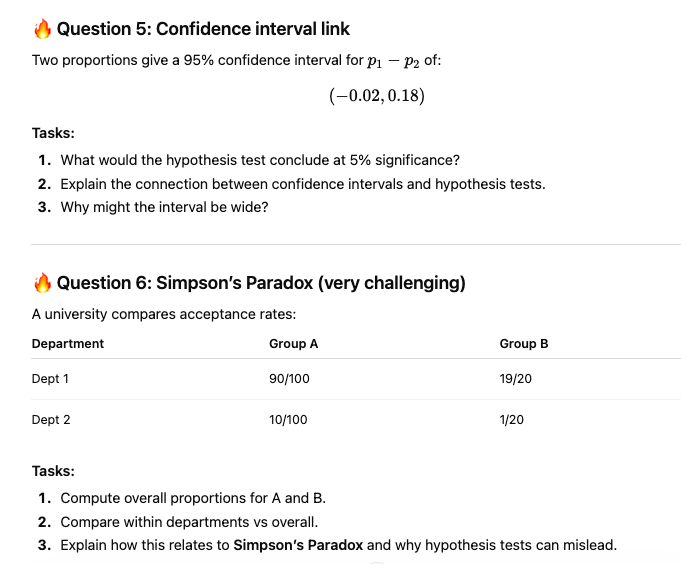 🔥 Question 5: Confidence interval link
Two proportions give a 95% confidence interval for p₁ − p₂ of:
(−0.02, 0.18)
Tasks:
1. What would the hypothesis test conclude at 5% significance?
2. Explain the connection between confidence intervals and hypothesis tests.
3. Why might the interval be wide?
🔥 Question 6: Simpson’s Paradox (very challenging)
A university compares acceptance rates:
Department Group A Group B
Dept 1 90/100 19/20
Dept 2 10/100 1/20
Tasks:
1. Compute overall proportions for A and B.
2. Compare within departments vs overall.
3. Explain how this relates to Simpson’s Paradox and why hypothesis tests can mislead.